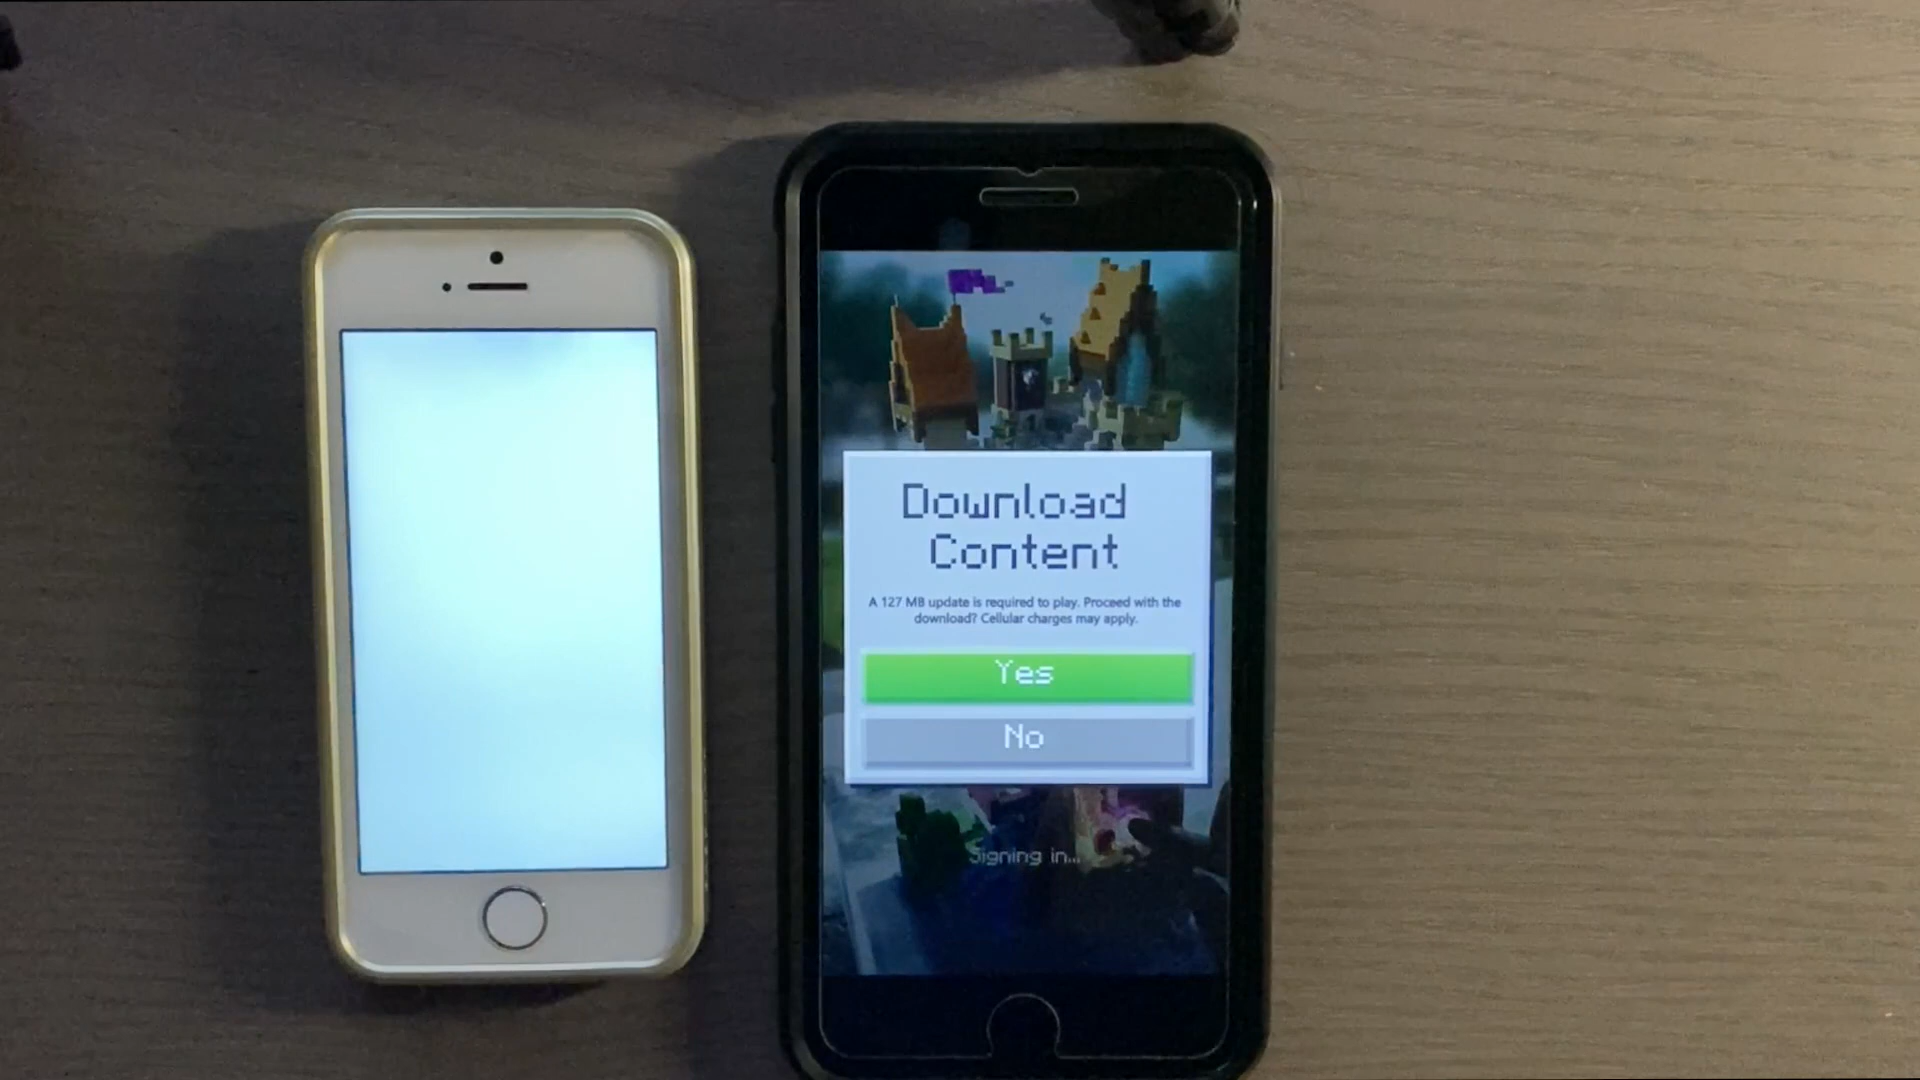 Download
Content
A 127 MB update is required to play. Proceed with the
download? Cellular charges may apply.
Yes
No
Signing in...